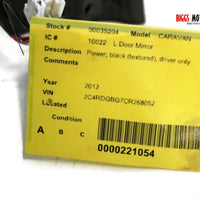 BIGGS MOTORS
Stock # 90035204 Model CARAVAN
IC # 10022 L Door Mirror
Description Power, black (textured), driver only
Comments
Year 2012
VIN 2C4RDGBG7CR268052
Located
Condition
A B C
0000221054